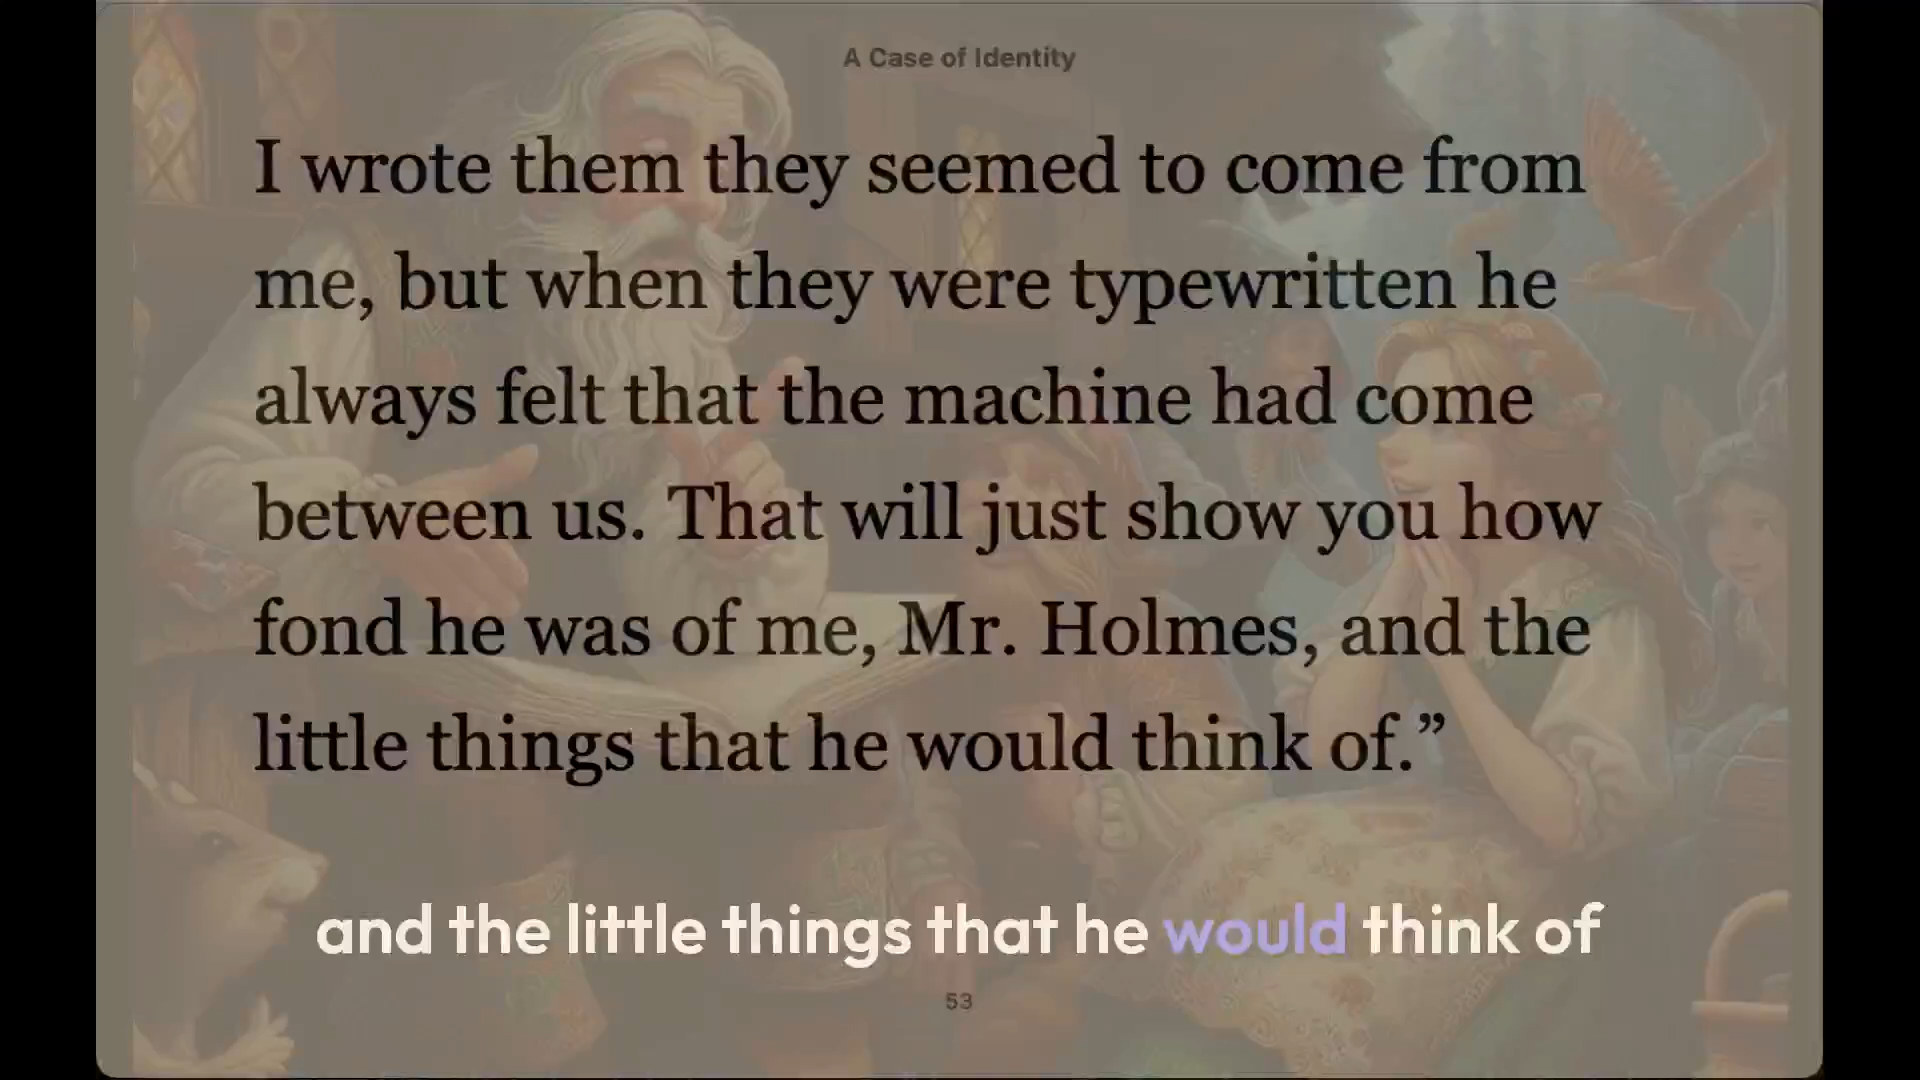 A Case of Identity
I wrote them they seemed to come from
me, but when they were typewritten he
always felt that the machine had come
between us. That will just show you how
fond he was of me, Mr. Holmes, and the
little things that he would think of.”
and the little things that he would think of
53